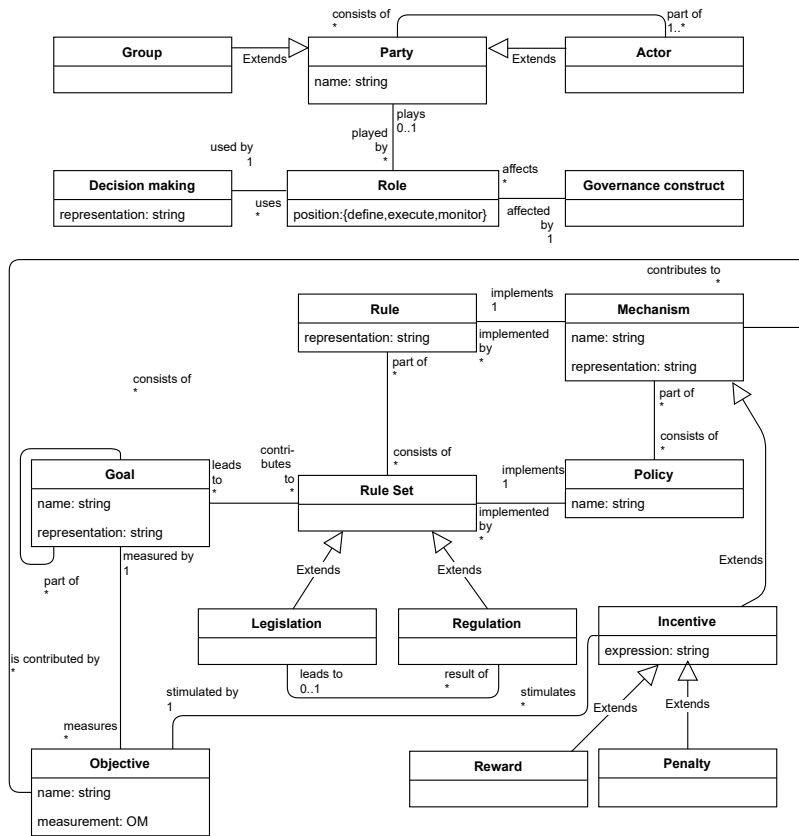 consists of
*
part of
1..*
Group
Extends
Party
name: string
Extends
Actor
plays
0..1
played
by
*
used by
1
Decision making
representation: string
uses
*
Role
position:{define,execute,monitor}
affects
*
affected
by
1
Governance construct
contributes to
*
Rule
representation: string
implements
1
implemented
by
*
Mechanism
name: string
representation: string
part of
*
part of
*
consists of
*
consists of
*
consists of
*
Goal
name: string
representation: string
leads
to
*
contri-
butes
to
*
Rule Set
implements
1
implemented
by
*
Policy
name: string
measured by
1
part of
*
Extends
Extends
Extends
Legislation
Regulation
Incentive
expression: string
is contributed by
*
leads to
0..1
result of
*
stimulated by
1
stimulates
*
Extends
Extends
measures
*
Objective
name: string
measurement: OM
Reward
Penalty